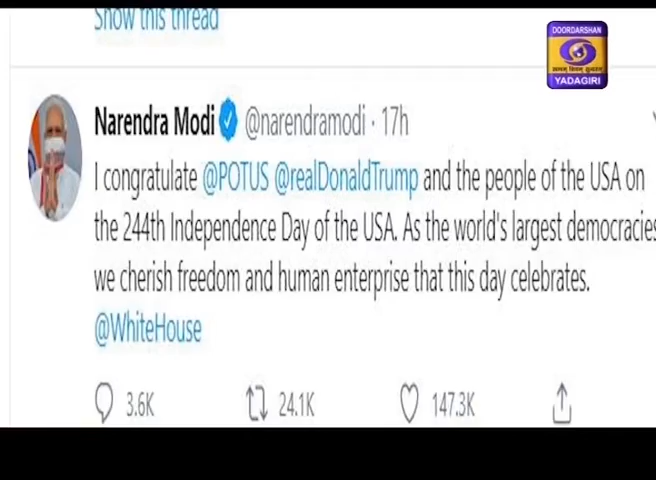 Show this thread
DOORDARSHAN
YADAGIRI
Narendra Modi @narendramodi · 17h
I congratulate @POTUS @realDonaldTrump and the people of the USA on
the 244th Independence Day of the USA. As the world's largest democracies
we cherish freedom and human enterprise that this day celebrates.
@WhiteHouse
3.6K 24.1K 147.3K